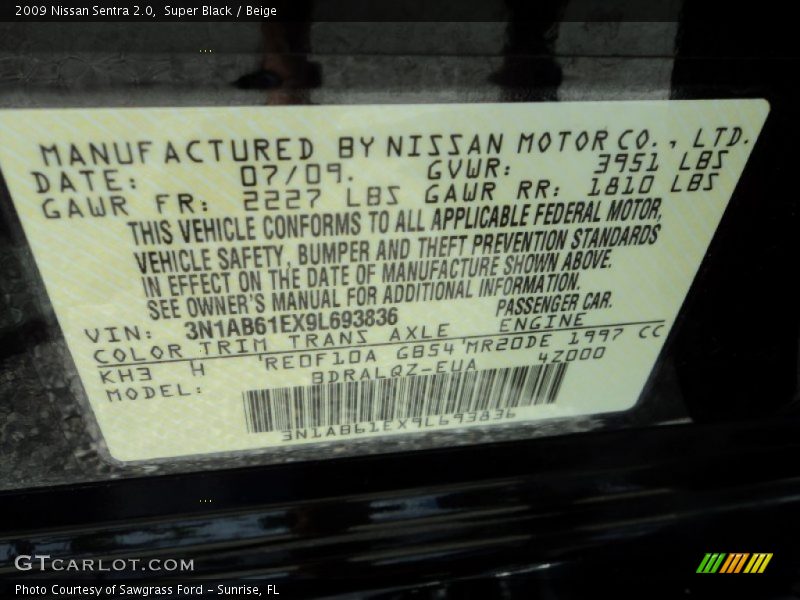 2009 Nissan Sentra 2.0,  Super Black / Beige
MANUFACTURED BY NISSAN MOTOR CO., LTD.
DATE: 07/09. GVWR: 3951 LBS
GAWR FR: 2227 LBS GAWR RR: 1810 LBS
THIS VEHICLE CONFORMS TO ALL APPLICABLE FEDERAL MOTOR,
VEHICLE SAFETY, BUMPER AND THEFT PREVENTION STANDARDS
IN EFFECT ON THE DATE OF MANUFACTURE SHOWN ABOVE.
SEE OWNER'S MANUAL FOR ADDITIONAL INFORMATION.
VIN: 3N1AB61EX9L693836 PASSENGER CAR.
COLOR TRIM TRANS AXLE ENGINE
KH3 H 'RE0F10A GB54'MR20DE 1997 CC
MODEL: BDRALQZ-EUA 4Z000
3N1AB61EX9L693836
GTCARLOT.COM
Photo Courtesy of Sawgrass Ford - Sunrise, FL